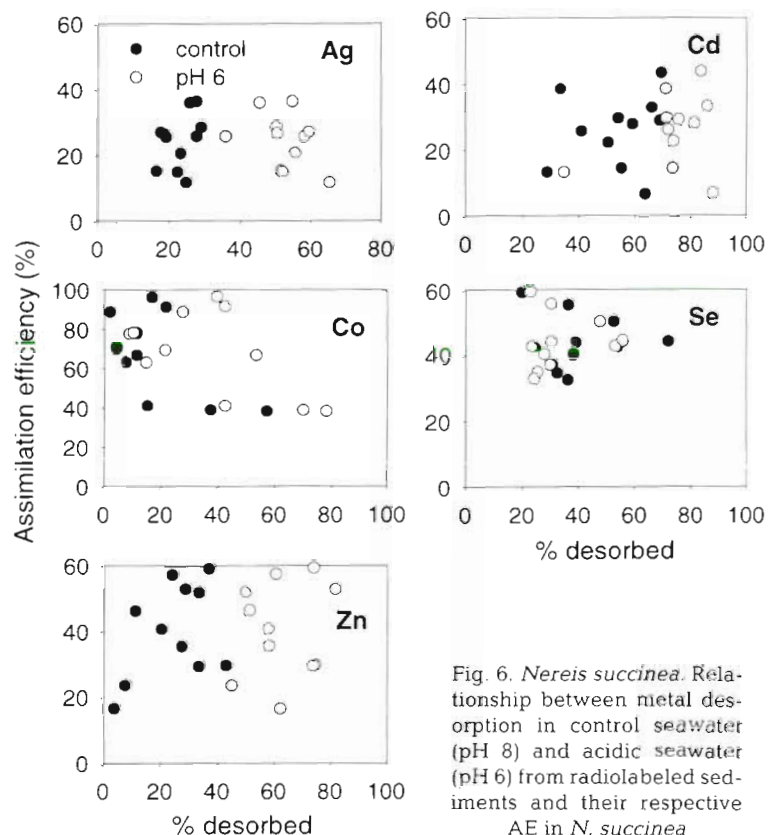 60
40
20
0
● control
○ pH 6
Ag
0 20 40 60 80
60
40
20
0
Cd
0 20 40 60 80 100
Assimilation efficiency (%)
100
80
60
40
20
0
Co
0 20 40 60 80 100
60
40
20
0
Se
0 20 40 60 80 100
% desorbed
60
40
20
0
Zn
0 20 40 60 80 100
% desorbed
Fig. 6. Nereis succinea. Rela-
tionship between metal des-
orption in control seawater
(pH 8) and acidic seawater
(pH 6) from radiolabeled sed-
iments and their respective
AE in N. succinea